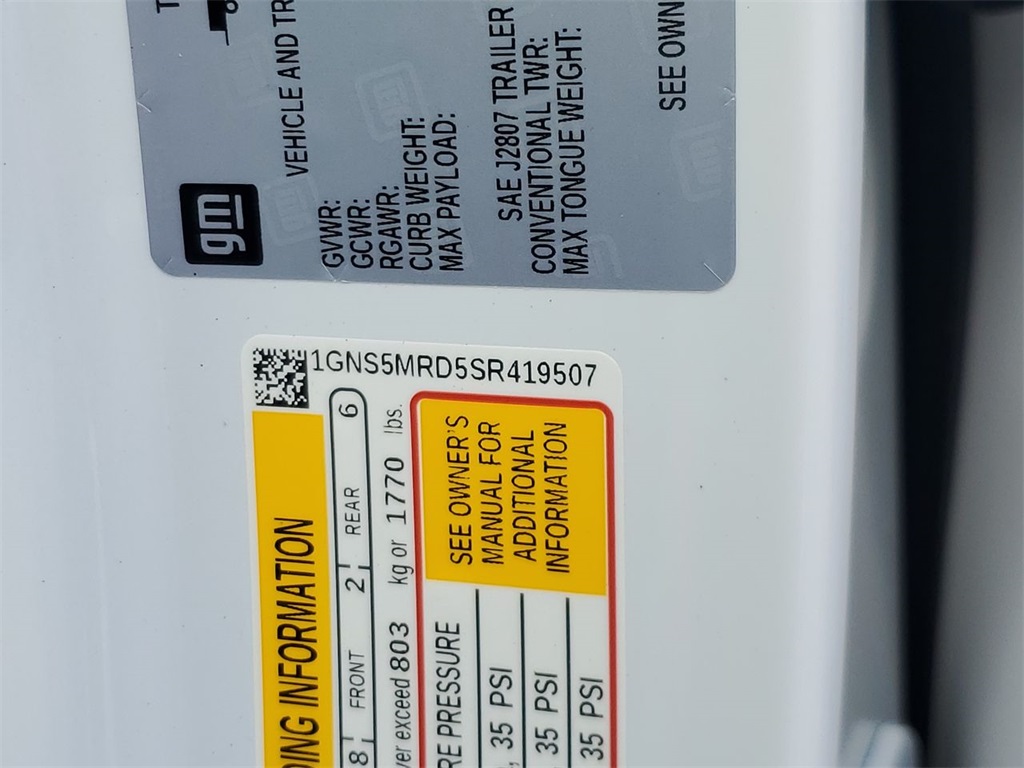 gm
VEHICLE AND TR
GVWR:
GCWR:
RGAWR:
CURB WEIGHT:
MAX PAYLOAD:
SAE J2807 TRAILER
CONVENTIONAL TWR:
MAX TONGUE WEIGHT:
SEE OWN
1GNS5MRD5SR419507
DING INFORMATION
8 FRONT 2 REAR 6
ver exceed 803 kg or 1770 lbs.
RE PRESSURE
SEE OWNER'S
MANUAL FOR
ADDITIONAL
INFORMATION
, 35 PSI
, 35 PSI
35 PSI